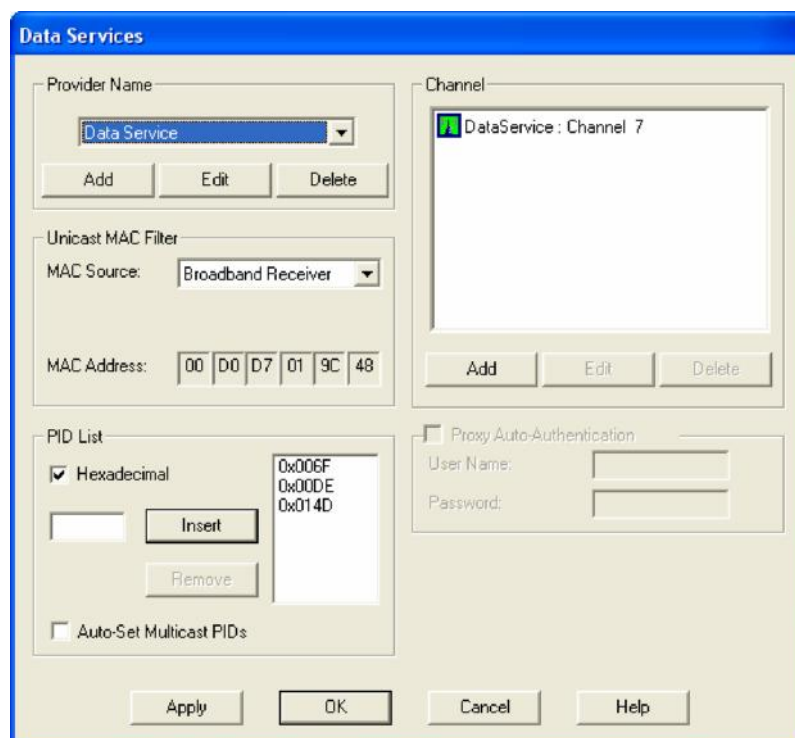 Data Services
Provider Name
Data Service
Add Edit Delete
Unicast MAC Filter
MAC Source: Broadband Receiver
MAC Address: 00 D0 D7 01 9C 48
PID List
Hexadecimal
0x006F
0x00DE
0x014D
Insert
Remove
Auto-Set Multicast PIDs
Channel
DataService : Channel 7
Add Edit Delete
Proxy Auto-Authentication
User Name:
Password:
Apply OK Cancel Help